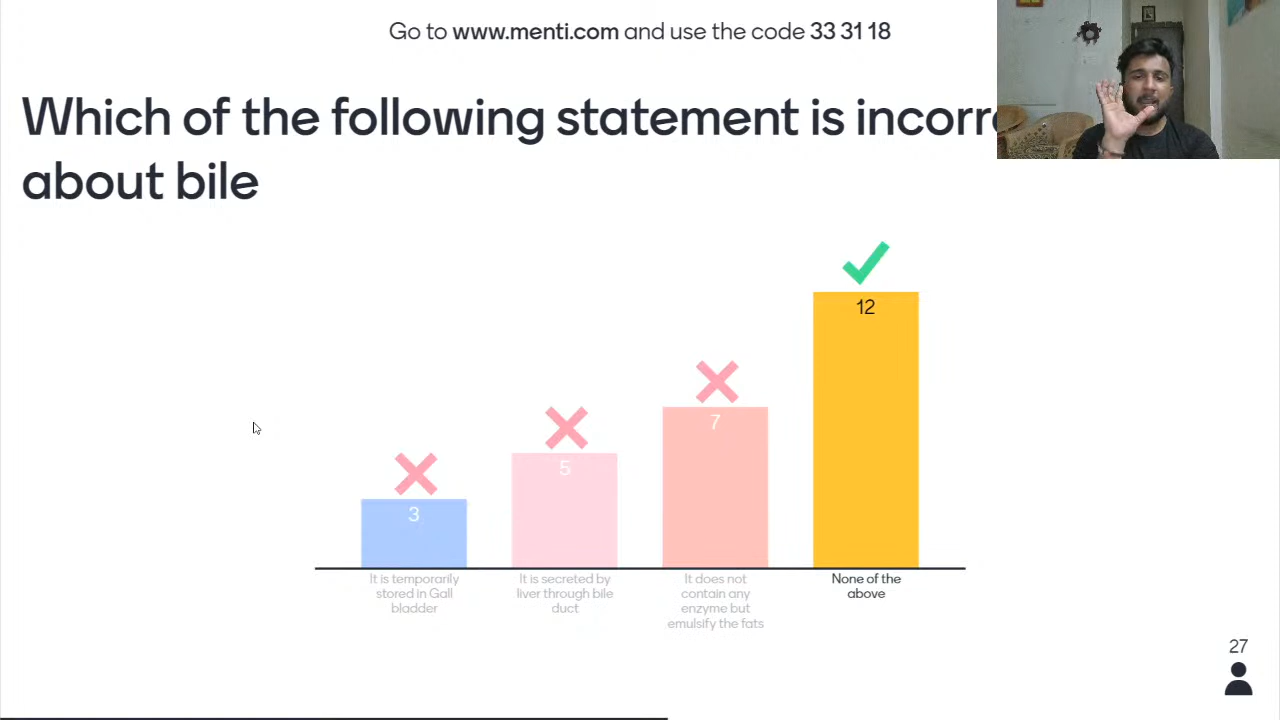 Go to www.menti.com and use the code 33 31 18
Which of the following statement is
about bile
12
7
5
3
It is temporarily
stored in Gall
bladder
It is secreted by
liver through bile
duct
It does not
contain any
enzyme but
emulsify the fats
None of the
above
27